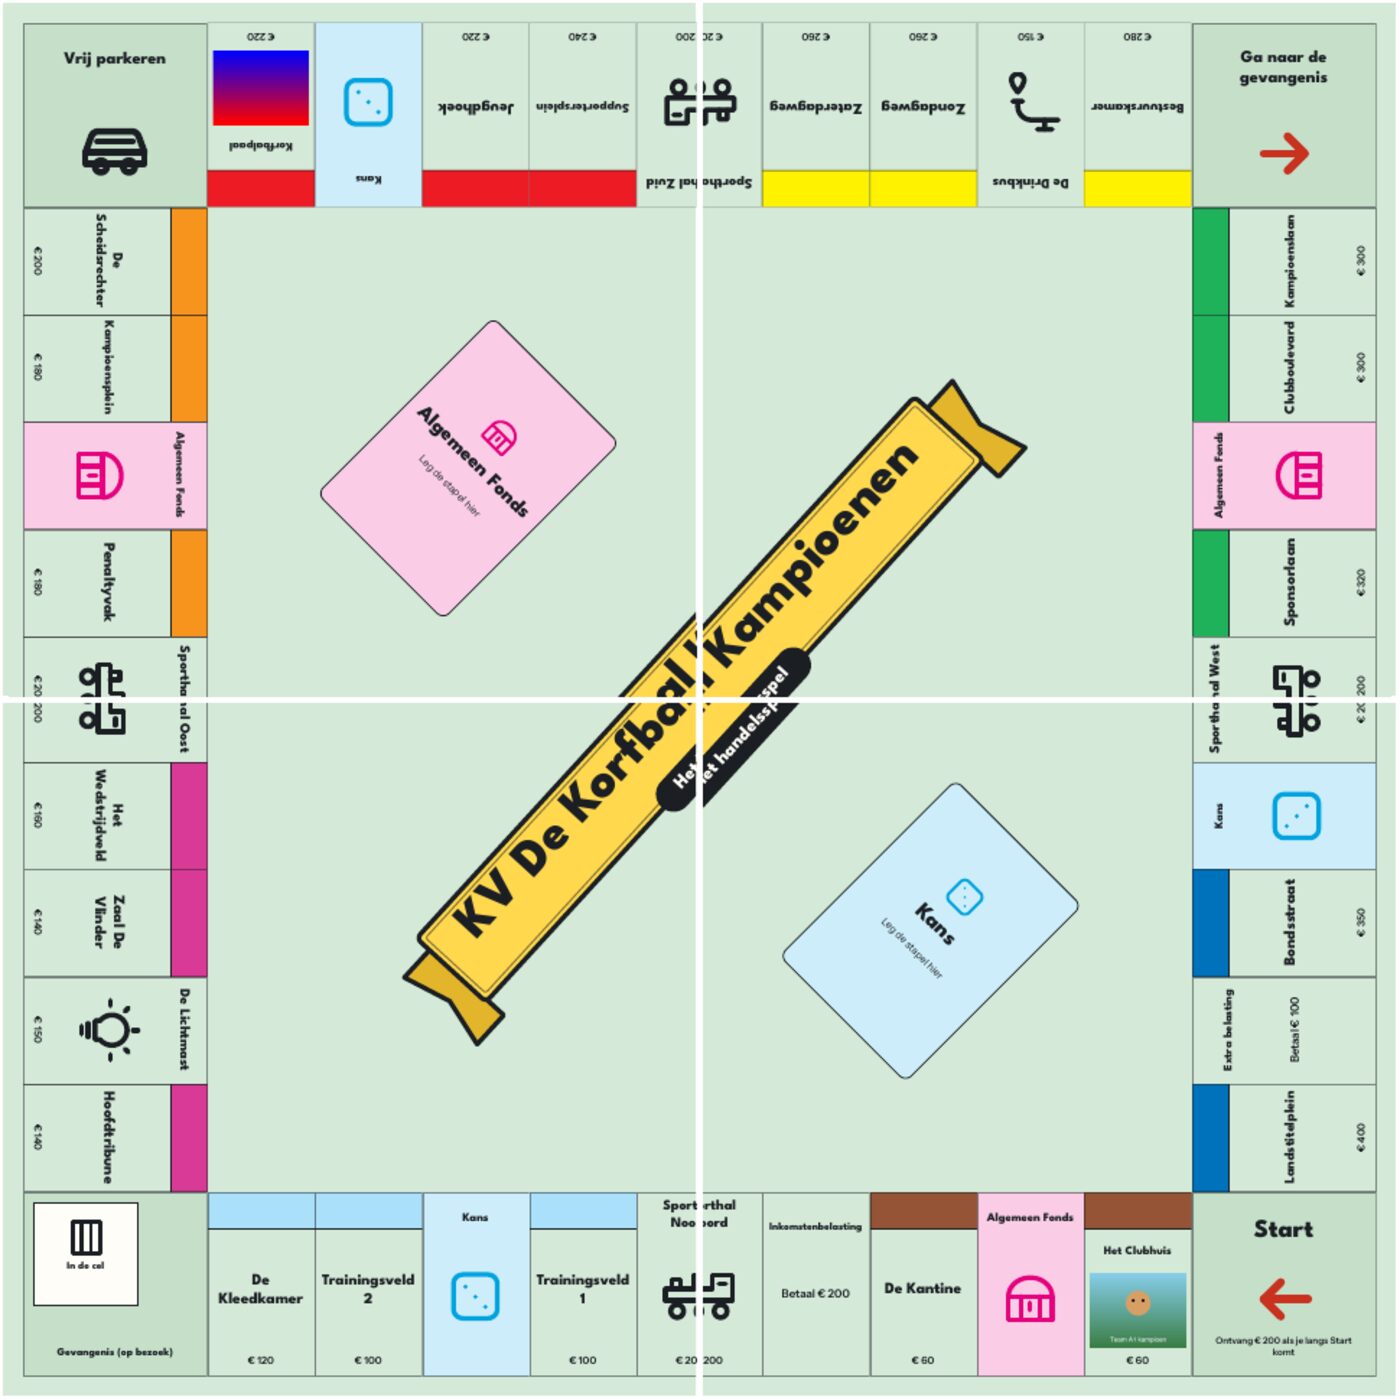 Vrij parkeren
€ 220
Korfbalpaal
Kans
€ 220
Jeugdhoek
€ 240
Supportersplein
€ 200
Sporthal Zuid
€ 260
Zaterdagweg
€ 260
Zondagweg
€ 150
De Drinkbus
€ 280
Bestuurskamer
Ga naar de
gevangenis
De
Scheidsrechter
€ 200
Kampioensplein
€ 180
Algemeen Fonds
Penaltyvak
€ 180
Sporthal Oost
€ 200
Het
Wedstrijdveld
€ 160
Zaal De
Vlinder
€ 140
De Lichtmast
€ 150
Hoofdtribune
€ 140
Algemeen Fonds
Leg de stapel hier
KV De Korfbal Kampioenen
Het handelsspel
Kans
Leg de stapel hier
Kampioenslaan
€ 300
Clubboulevard
€ 300
Algemeen Fonds
Sponsorlaan
€ 320
Sporthal West
€ 200
Kans
Bondsstraat
€ 350
Extra belasting
Betaal € 100
Landstitelplein
€ 400
In de cel
Gevangenis (op bezoek)
De
Kleedkamer
€ 120
Trainingsveld
2
€ 100
Kans
Trainingsveld
1
€ 100
Sporthal
Noord
€ 200
Inkomstenbelasting
Betaal € 200
De Kantine
€ 60
Algemeen Fonds
Het Clubhuis
Team A1 kampioen
€ 60
Start
Ontvang € 200 als je langs Start
komt